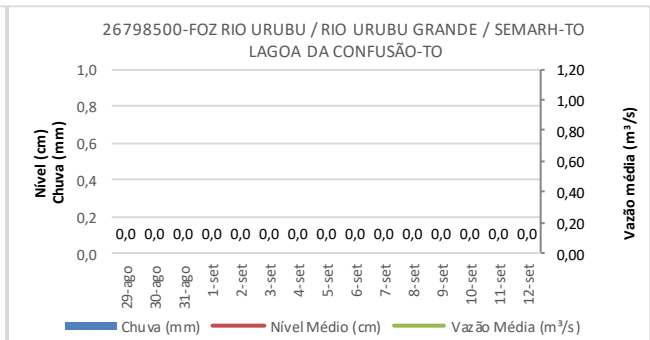 26798500-FOZ RIO URUBU / RIO URUBU GRANDE / SEMARH-TO
LAGOA DA CONFUSÃO-TO
1,0
0,8
0,6
0,4
0,2
0,0
Nível (cm)
Chuva (mm)
0,0 0,0 0,0 0,0 0,0 0,0 0,0 0,0 0,0 0,0 0,0 0,0 0,0 0,0 0,0
1,20
1,00
0,80
0,60
0,40
0,20
0,00
Vazão média (m³/s)
29-ago
30-ago
31-ago
1-set
2-set
3-set
4-set
5-set
6-set
7-set
8-set
9-set
10-set
11-set
12-set
Chuva (mm) Nível Médio (cm) Vazão Média (m³/s)